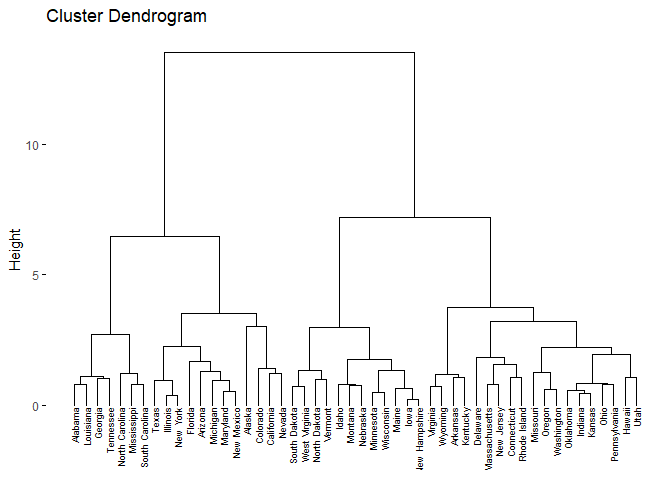 Cluster Dendrogram
10
5
0
Height
Alabama
Louisiana
Georgia
Tennessee
North Carolina
Mississippi
South Carolina
Texas
Illinois
New York
Florida
Arizona
Michigan
Maryland
New Mexico
Alaska
Colorado
California
Nevada
South Dakota
West Virginia
North Dakota
Vermont
Idaho
Montana
Nebraska
Minnesota
Wisconsin
Maine
Iowa
New Hampshire
Virginia
Wyoming
Arkansas
Kentucky
Delaware
Massachusetts
New Jersey
Connecticut
Rhode Island
Missouri
Oregon
Washington
Oklahoma
Indiana
Kansas
Ohio
Pennsylvania
Hawaii
Utah